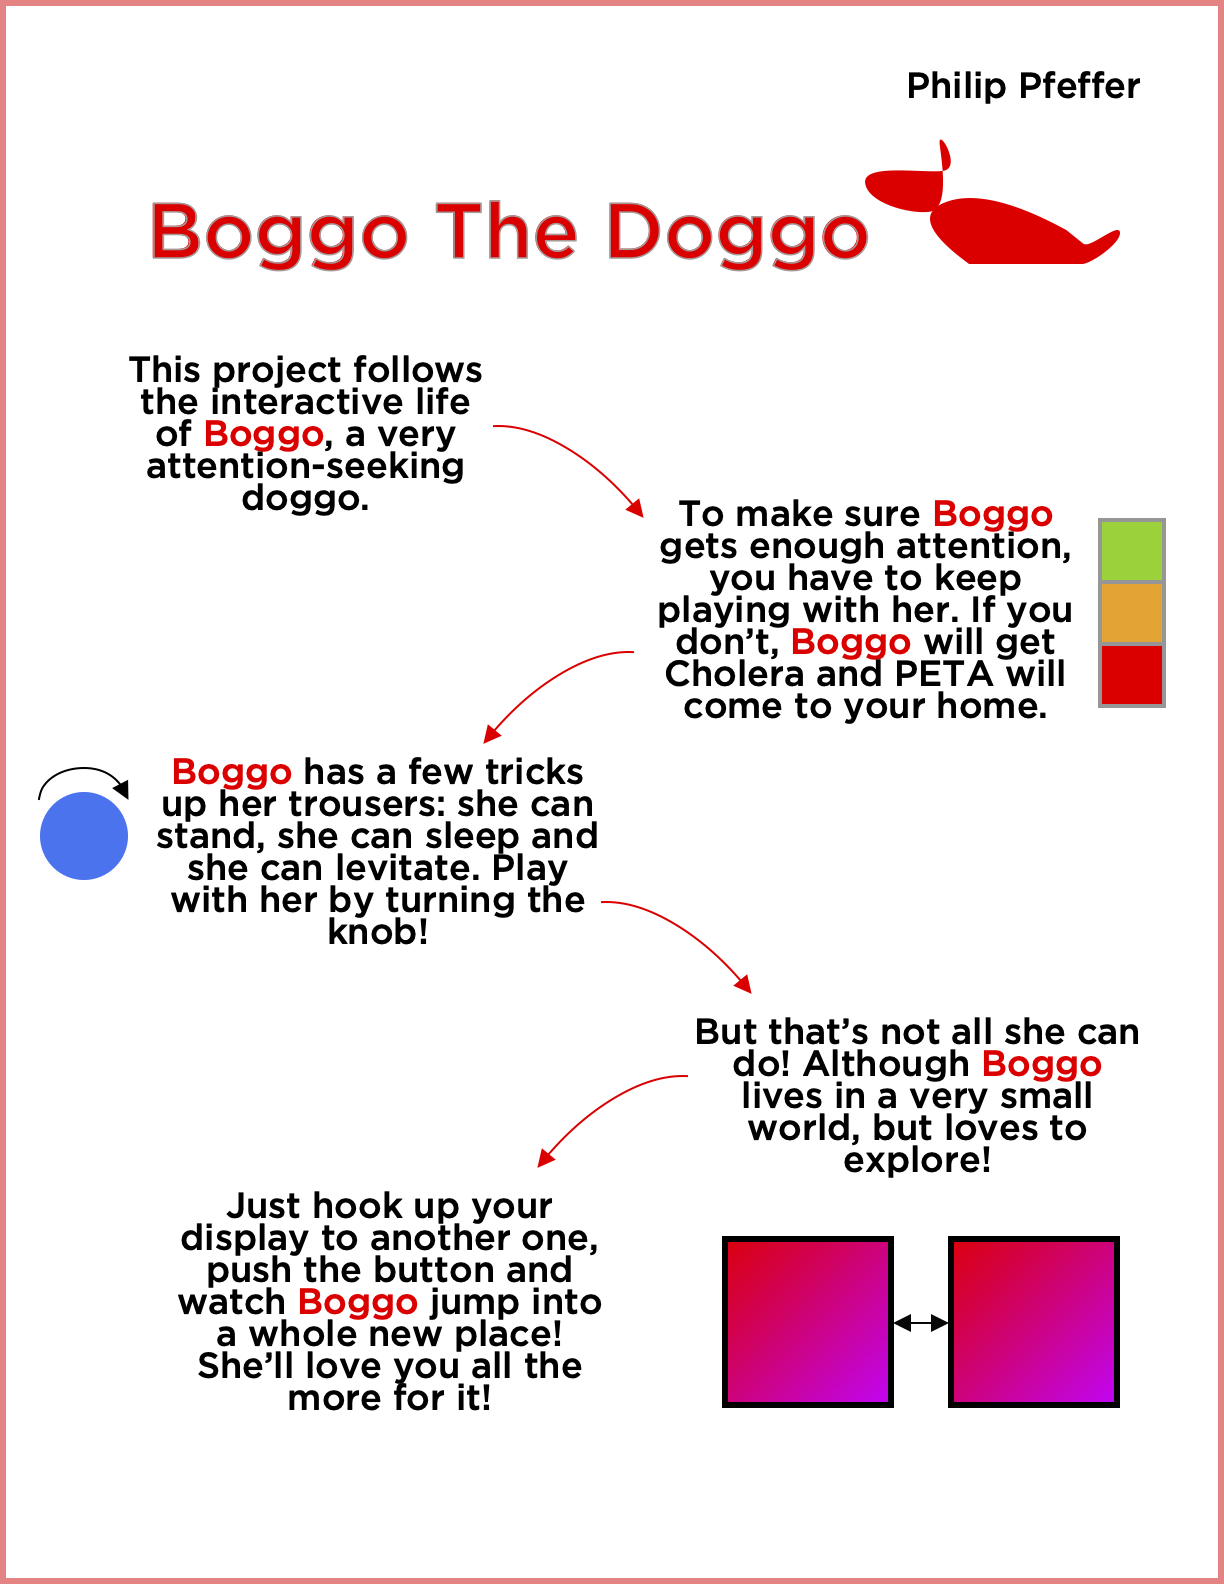 Philip Pfeffer
Boggo The Doggo
This project follows
the interactive life
of Boggo, a very
attention-seeking
doggo.
To make sure Boggo
gets enough attention,
you have to keep
playing with her. If you
don’t, Boggo will get
Cholera and PETA will
come to your home.
Boggo has a few tricks
up her trousers: she can
stand, she can sleep and
she can levitate. Play
with her by turning the
knob!
But that’s not all she can
do! Although Boggo
lives in a very small
world, but loves to
explore!
Just hook up your
display to another one,
push the button and
watch Boggo jump into
a whole new place!
She’ll love you all the
more for it!